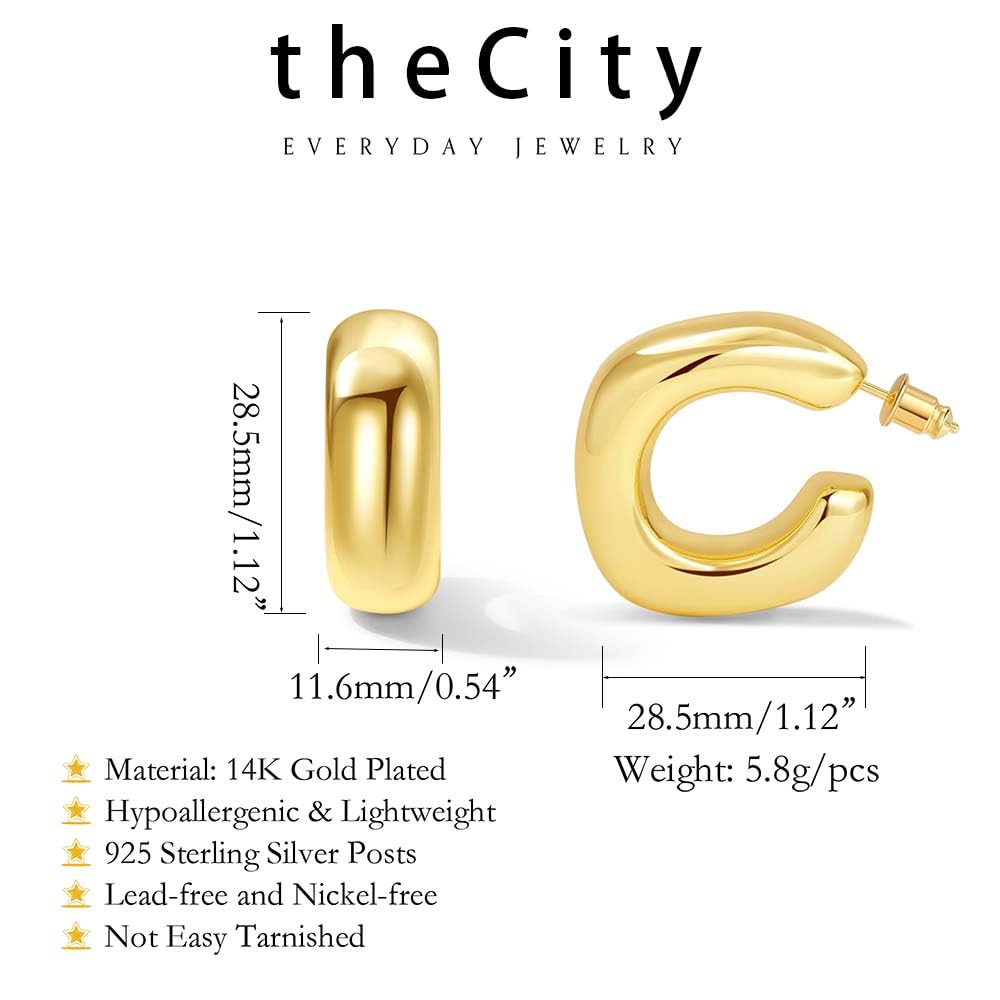 theCity
EVERYDAY JEWELRY
28.5mm/1.12”
11.6mm/0.54”
28.5mm/1.12”
Weight: 5.8g/pcs
Material: 14K Gold Plated
Hypoallergenic & Lightweight
925 Sterling Silver Posts
Lead-free and Nickel-free
Not Easy Tarnished